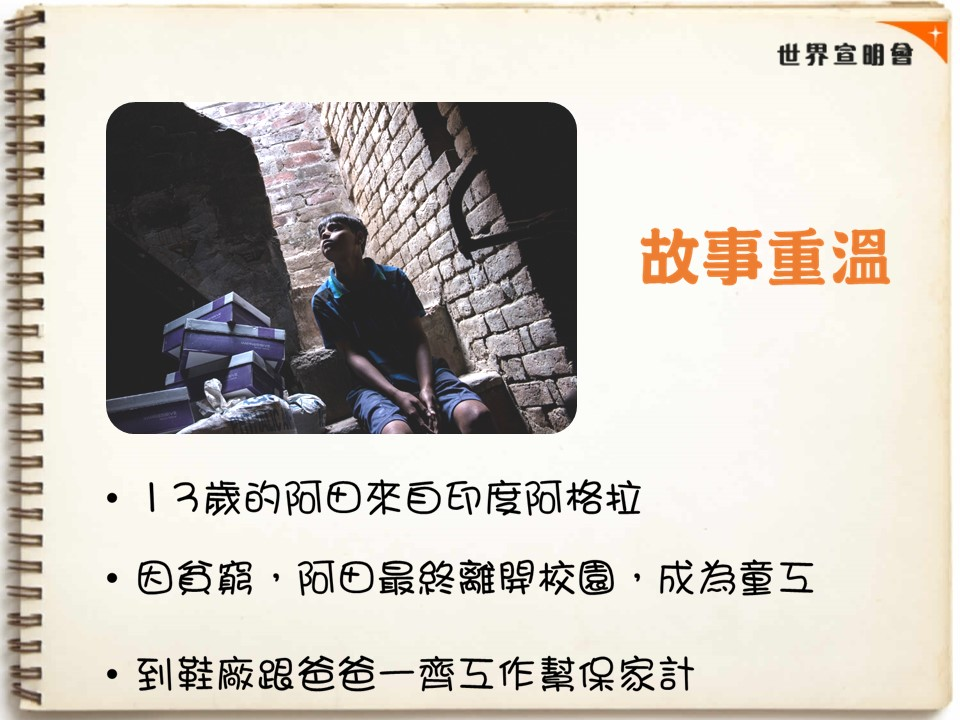 世界宣明會
故事重溫
• 13歲的阿田來自印度阿格拉
• 因貧窮，阿田最終離開校園，成為童工
• 到鞋廠跟爸爸一齊工作幫保家計